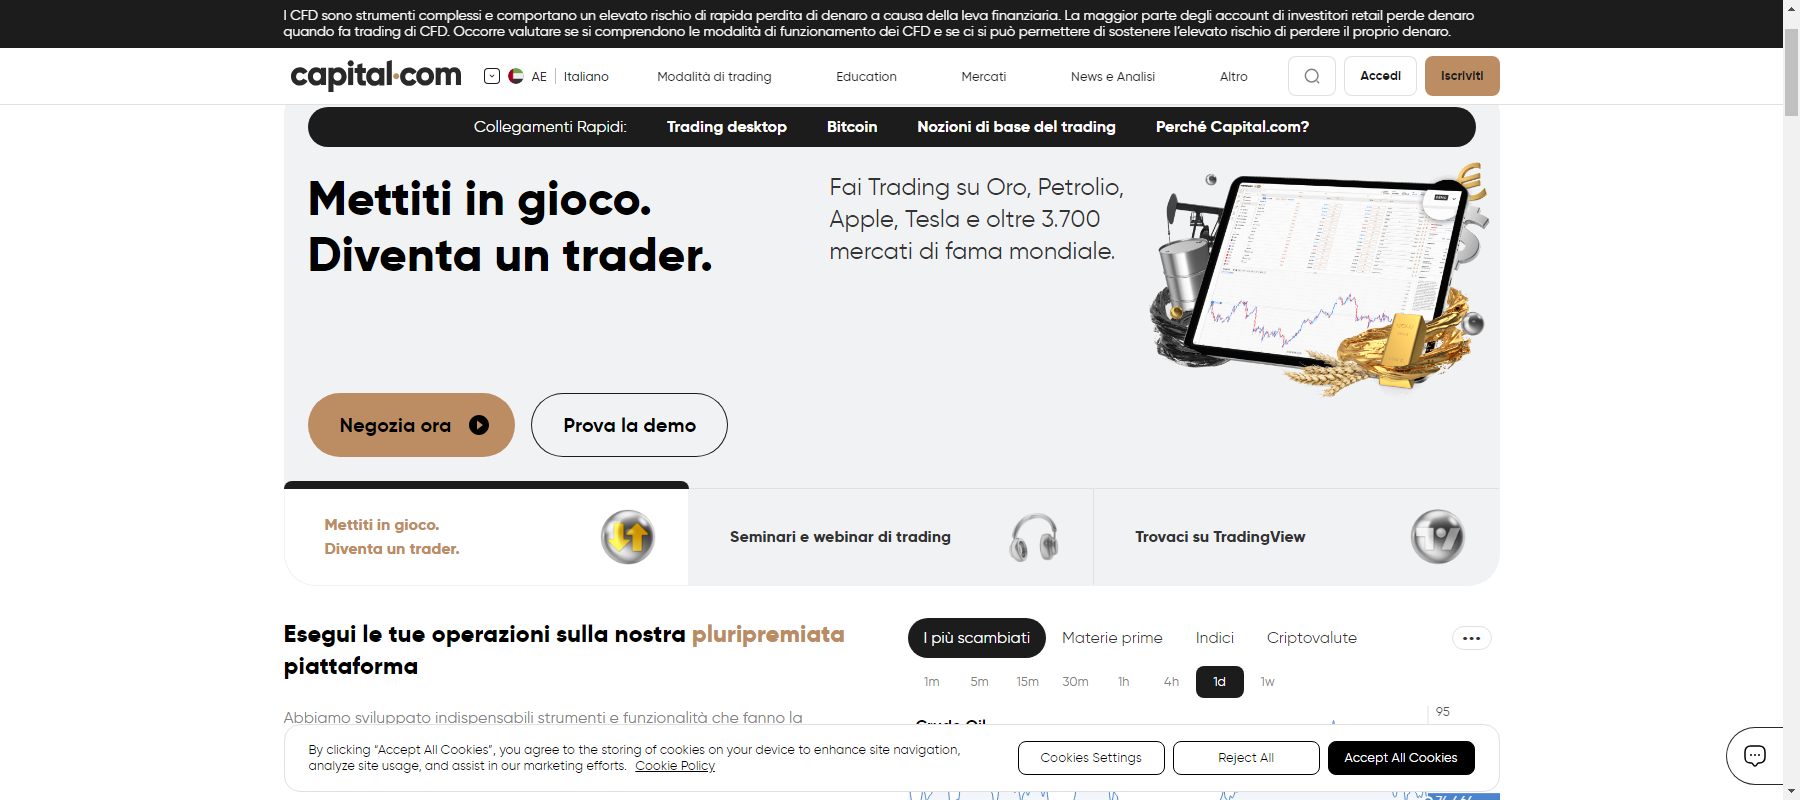 I CFD sono strumenti complessi e comportano un elevato rischio di rapida perdita di denaro a causa della leva finanziaria. La maggior parte degli account di investitori retail perde denaro
quando fa trading di CFD. Occorre valutare se si comprendono le modalità di funzionamento dei CFD e se ci si può permettere di sostenere l'elevato rischio di perdere il proprio denaro.
capital.com
AE Italiano
Modalità di trading
Education
Mercati
News e Analisi
Altro
Accedi
Iscriviti
Collegamenti Rapidi: Trading desktop Bitcoin Nozioni di base del trading Perché Capital.com?
Mettiti in gioco.
Diventa un trader.
Fai Trading su Oro, Petrolio,
Apple, Tesla e oltre 3.700
mercati di fama mondiale.
Negozia ora
Prova la demo
Mettiti in gioco.
Diventa un trader.
Seminari e webinar di trading
Trovaci su TradingView
Esegui le tue operazioni sulla nostra pluripremiata
piattaforma
Abbiamo sviluppato indispensabili strumenti e funzionalità che fanno la
I più scambiati Materie prime Indici Criptovalute
1m 5m 15m 30m 1h 4h 1d 1w
Crude Oil
95
By clicking “Accept All Cookies”, you agree to the storing of cookies on your device to enhance site navigation,
analyze site usage, and assist in our marketing efforts. Cookie Policy
Cookies Settings
Reject All
Accept All Cookies